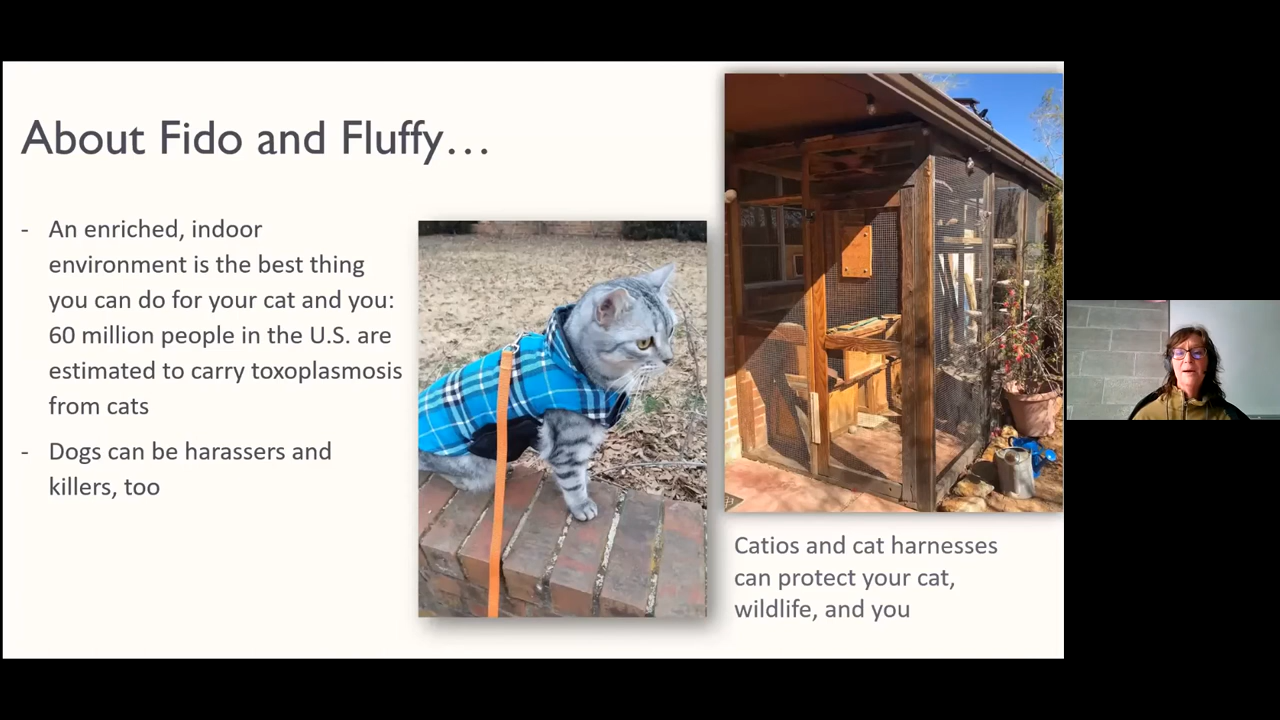 About Fido and Fluffy…
- An enriched, indoor
environment is the best thing
you can do for your cat and you:
60 million people in the U.S. are
estimated to carry toxoplasmosis
from cats
- Dogs can be harassers and
killers, too
Catios and cat harnesses
can protect your cat,
wildlife, and you